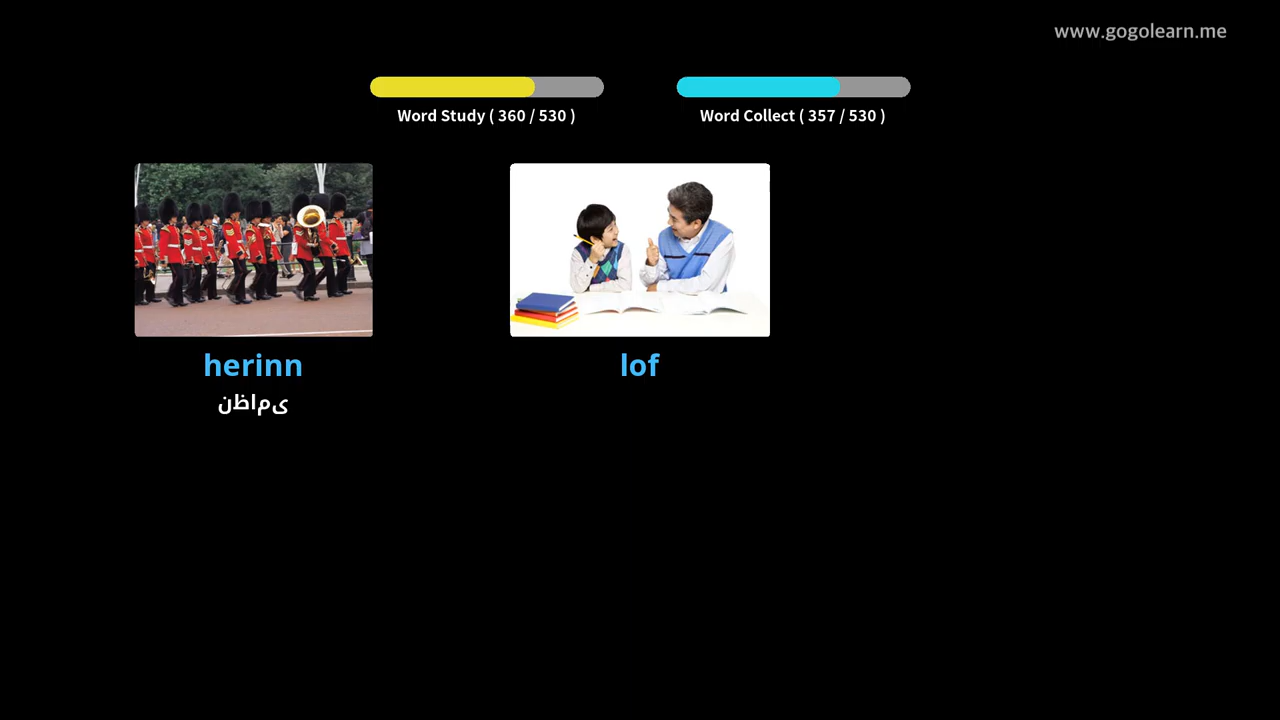 www.gogolearn.me
Word Study ( 360 / 530 )
Word Collect ( 357 / 530 )
herinn
نظامی
lof